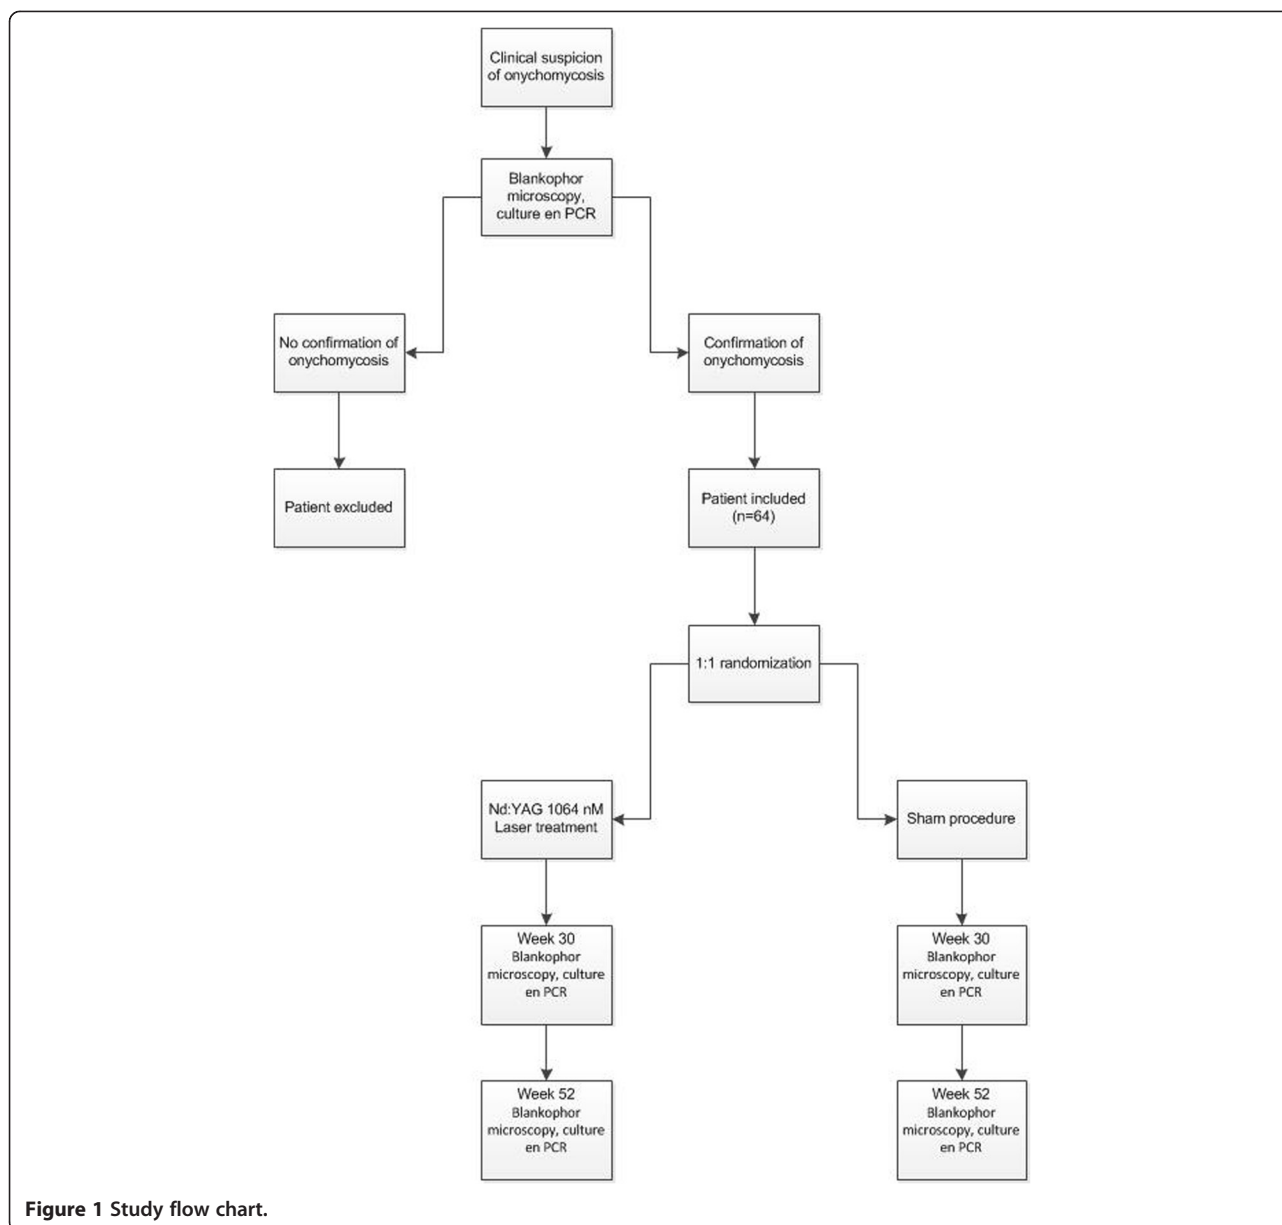 Clinical suspicion
of onychomycosis
Blankophor
microscopy,
culture en PCR
No confirmation of
onychomycosis
Confirmation of
onychomycosis
Patient excluded
Patient included
(n=64)
1:1 randomization
Nd:YAG 1064 nM
Laser treatment
Sham procedure
Week 30
Blankophor
microscopy, culture
en PCR
Week 30
Blankophor
microscopy, culture
en PCR
Week 52
Blankophor
microscopy, culture
en PCR
Week 52
Blankophor
microscopy, culture
en PCR
Figure 1 Study flow chart.